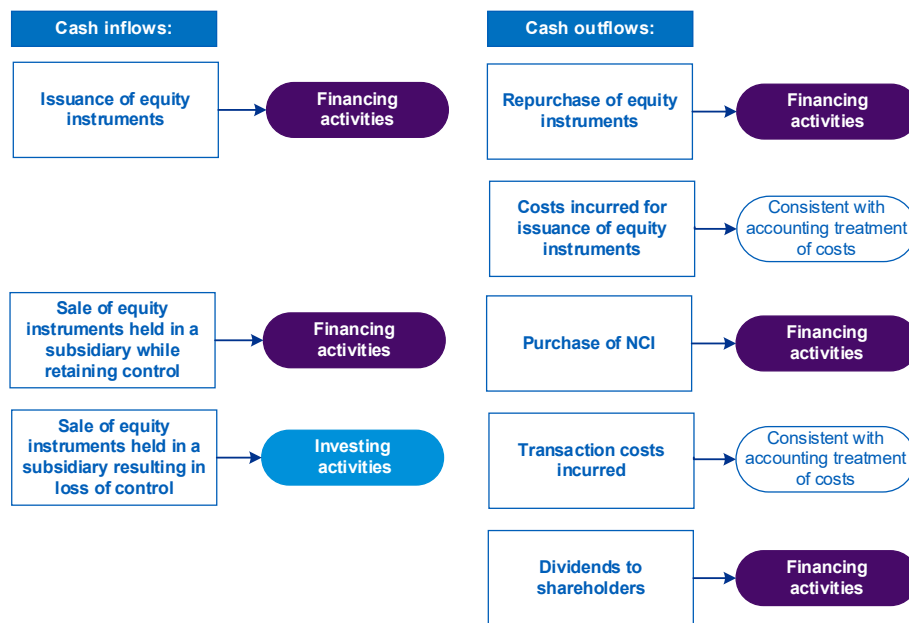 Cash inflows:
Issuance of equity
instruments
Financing
activities
Sale of equity
instruments held in a
subsidiary while
retaining control
Financing
activities
Sale of equity
instruments held in a
subsidiary resulting in
loss of control
Investing
activities
Cash outflows:
Repurchase of equity
instruments
Financing
activities
Costs incurred for
issuance of equity
instruments
Consistent with
accounting treatment
of costs
Purchase of NCI
Financing
activities
Transaction costs
incurred
Consistent with
accounting treatment
of costs
Dividends to
shareholders
Financing
activities